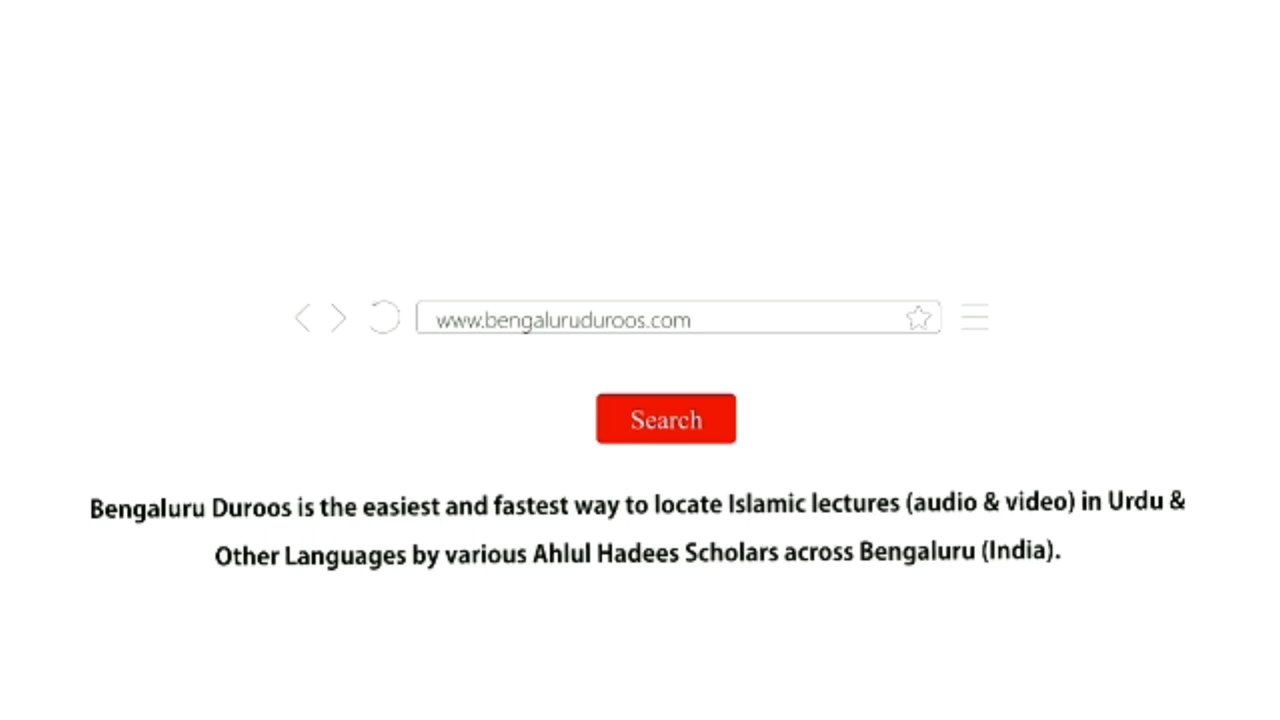 www.bengaluruduroos.com
Search
Bengaluru Duroos is the easiest and fastest way to locate Islamic lectures (audio & video) in Urdu &
Other Languages by various Ahlul Hadees Scholars across Bengaluru (India).